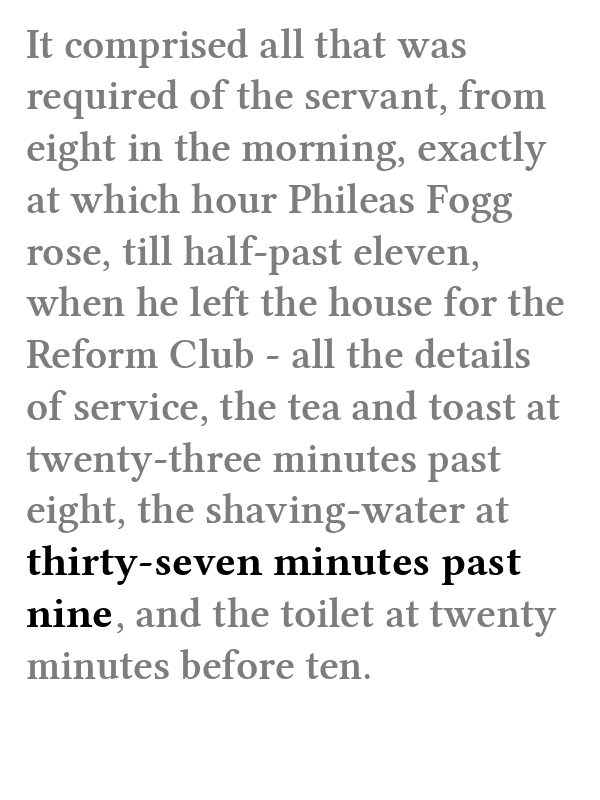 It comprised all that was
required of the servant, from
eight in the morning, exactly
at which hour Phileas Fogg
rose, till half-past eleven,
when he left the house for the
Reform Club - all the details
of service, the tea and toast at
twenty-three minutes past
eight, the shaving-water at
thirty-seven minutes past
nine, and the toilet at twenty
minutes before ten.